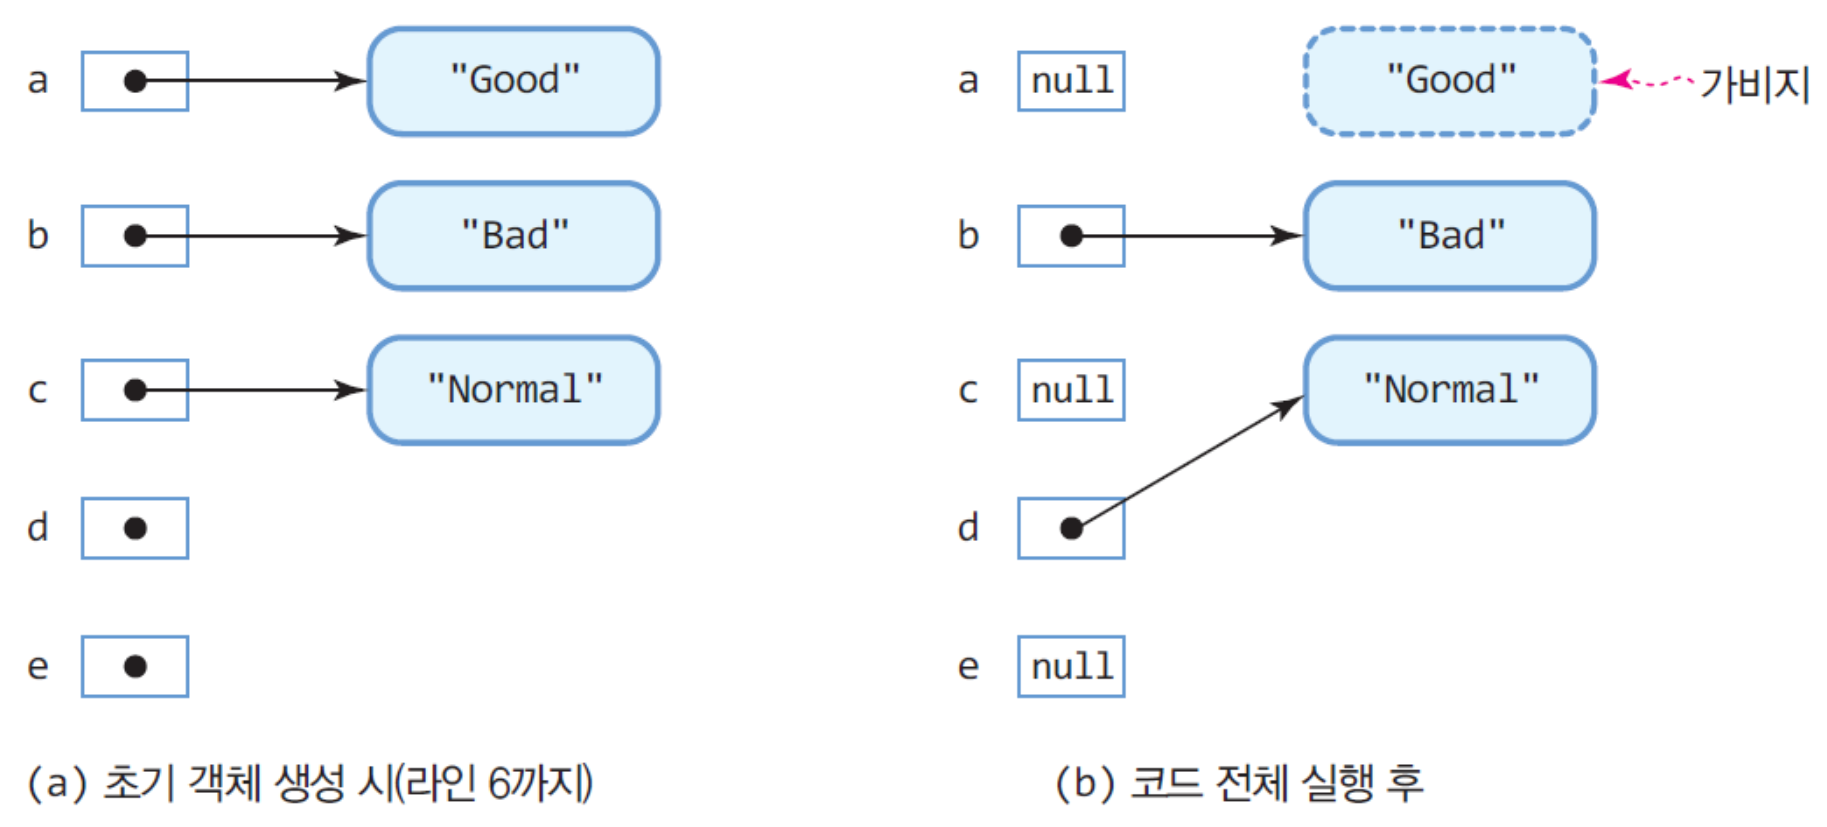 a "Good"
b "Bad"
c "Normal"
d
e
(a) 초기 객체 생성 시(라인 6까지)
a null "Good" 가비지
b "Bad"
c null "Normal"
d
e null
(b) 코드 전체 실행 후